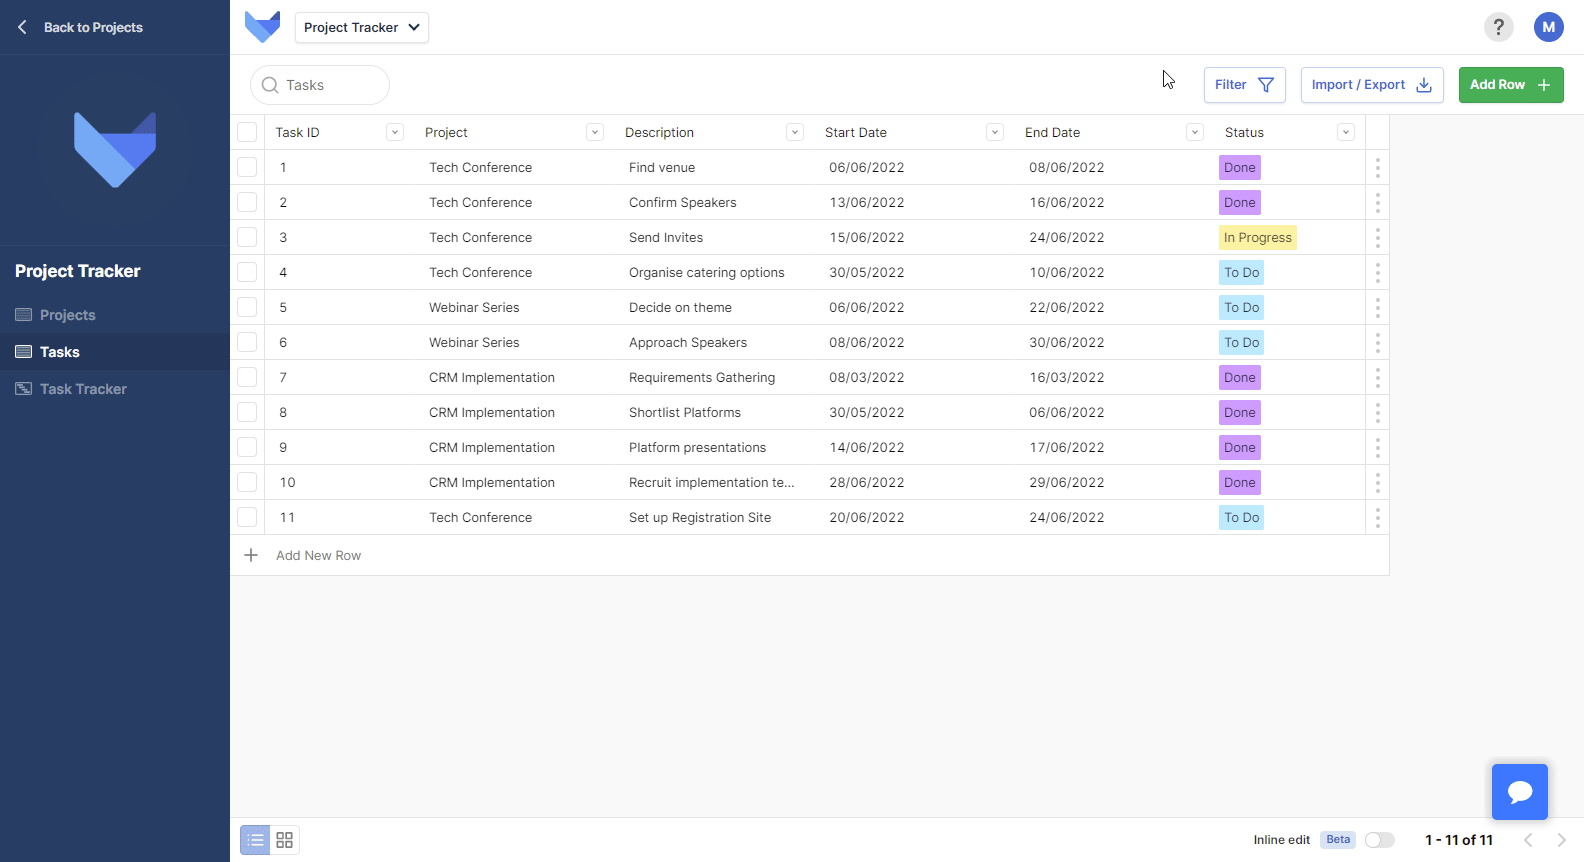 Back to Projects
Project Tracker
?
M
Tasks
Filter
Import / Export
Add Row
Project Tracker
Projects
Tasks
Task Tracker
Task ID Project Description Start Date End Date Status
1 Tech Conference Find venue 06/06/2022 08/06/2022 Done
2 Tech Conference Confirm Speakers 13/06/2022 16/06/2022 Done
3 Tech Conference Send Invites 15/06/2022 24/06/2022 In Progress
4 Tech Conference Organise catering options 30/05/2022 10/06/2022 To Do
5 Webinar Series Decide on theme 06/06/2022 22/06/2022 To Do
6 Webinar Series Approach Speakers 08/06/2022 30/06/2022 To Do
7 CRM Implementation Requirements Gathering 08/03/2022 16/03/2022 Done
8 CRM Implementation Shortlist Platforms 30/05/2022 06/06/2022 Done
9 CRM Implementation Platform presentations 14/06/2022 17/06/2022 Done
10 CRM Implementation Recruit implementation te... 28/06/2022 29/06/2022 Done
11 Tech Conference Set up Registration Site 20/06/2022 24/06/2022 To Do
Add New Row
Inline edit Beta 1 - 11 of 11